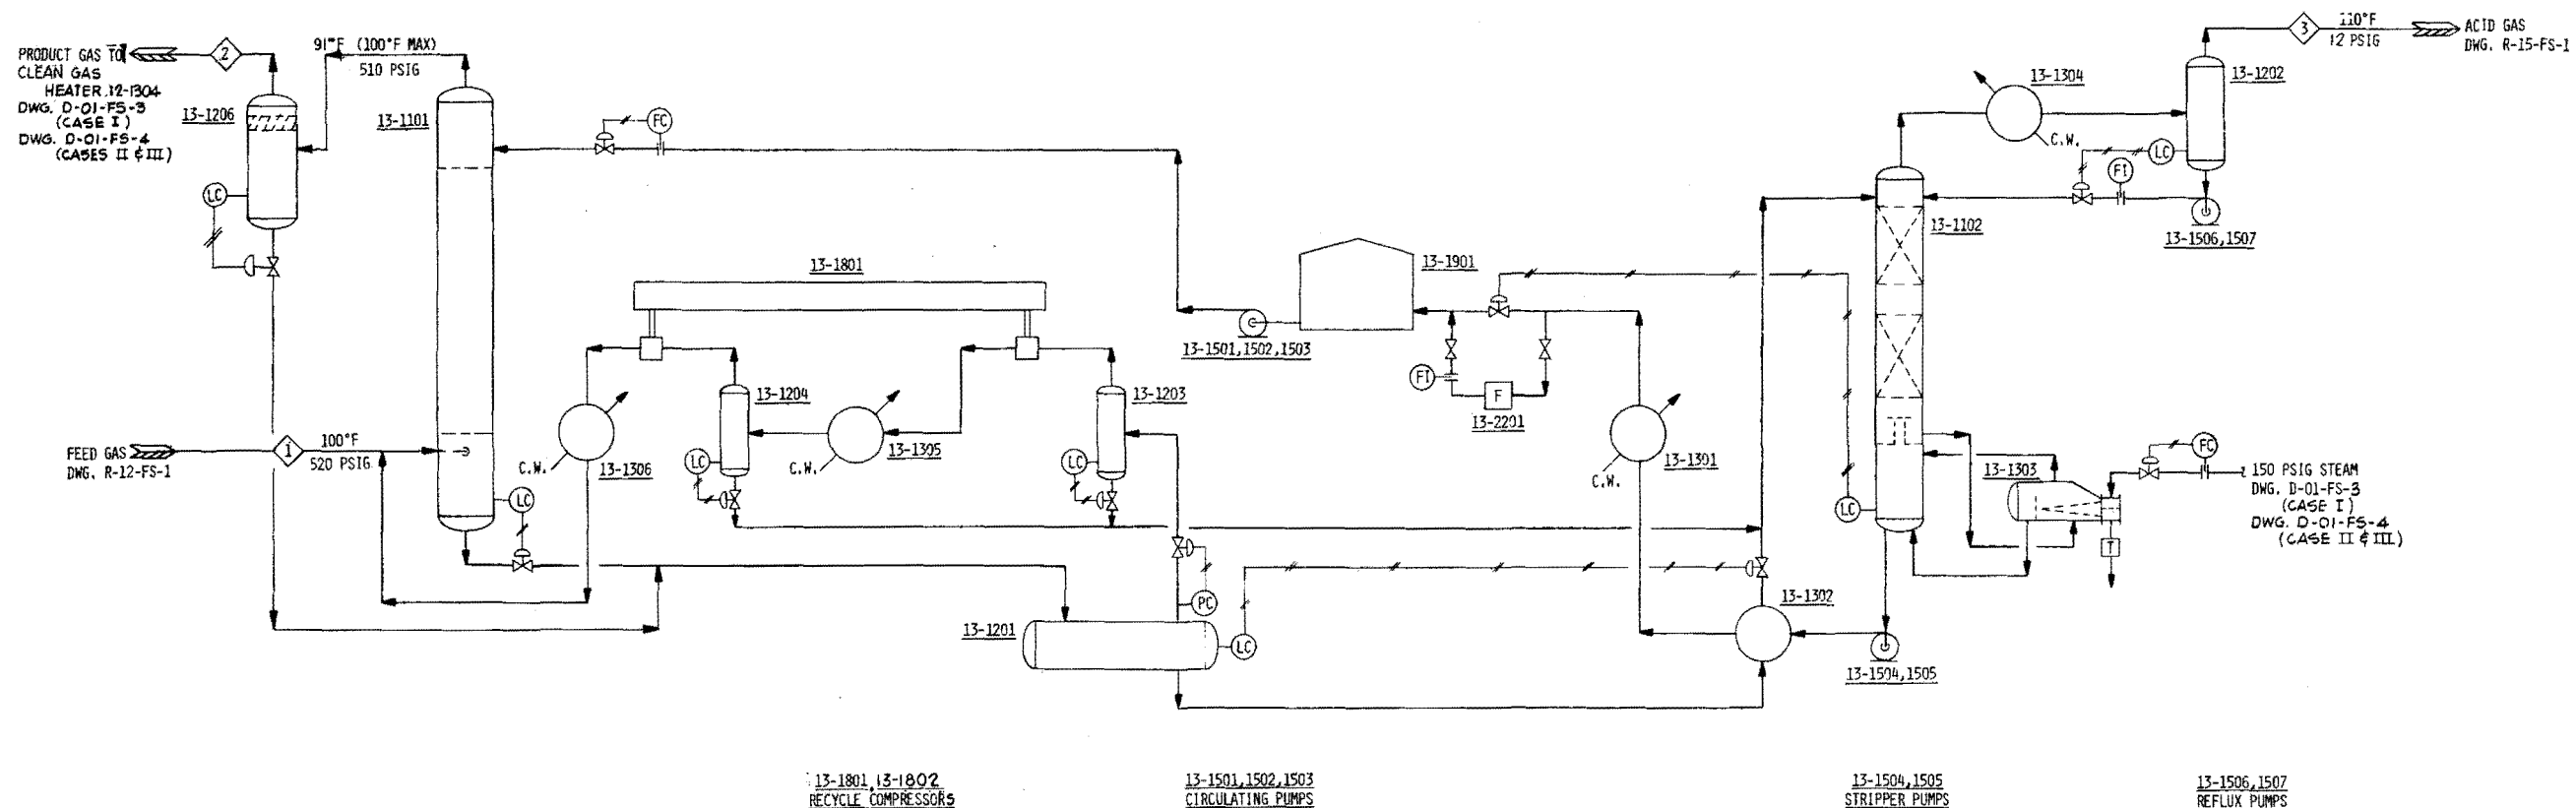 PRODUCT GAS TO
CLEAN GAS
HEATER 12-1304
DWG. D-01-FS-3
(CASE I)
DWG. D-01-FS-4
(CASES II & III)
2
91°F (100°F MAX)
510 PSIG
13-1206
13-1101
LC
FC
FEED GAS
DWG. R-12-FS-1
1
100°F
520 PSIG
LC
13-1801
C.W.
13-1306
13-1204
LC
C.W.
13-1305
13-1203
LC
13-1501,1502,1503
13-1901
FI
F
13-2201
C.W.
13-1301
PC
13-1201
LC
13-1302
13-1504,1505
3
110°F
12 PSIG
ACID GAS
DWG. R-15-FS-1
13-1304
C.W.
13-1202
LC
FI
13-1506,1507
13-1102
LC
13-1303
FC
T
150 PSIG STEAM
DWG. D-01-FS-3
(CASE I)
DWG. D-01-FS-4
(CASE II & III)
13-1801, 13-1802
RECYCLE COMPRESSORS
13-1501,1502,1503
CIRCULATING PUMPS
13-1504,1505
STRIPPER PUMPS
13-1506,1507
REFLUX PUMPS